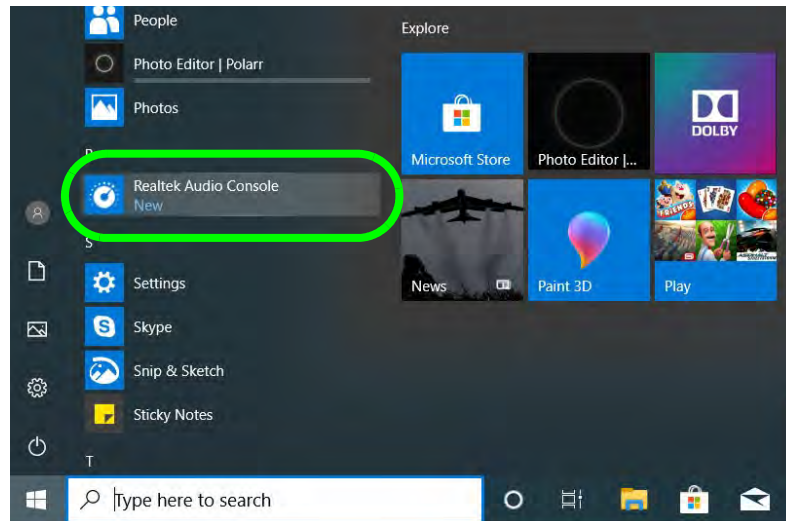 People
Photo Editor | Polarr
Photos
Realtek Audio Console
New
S
Settings
Skype
Snip & Sketch
Sticky Notes
T
Explore
Microsoft Store
Photo Editor |...
DOLBY
News
Paint 3D
Play
Type here to search